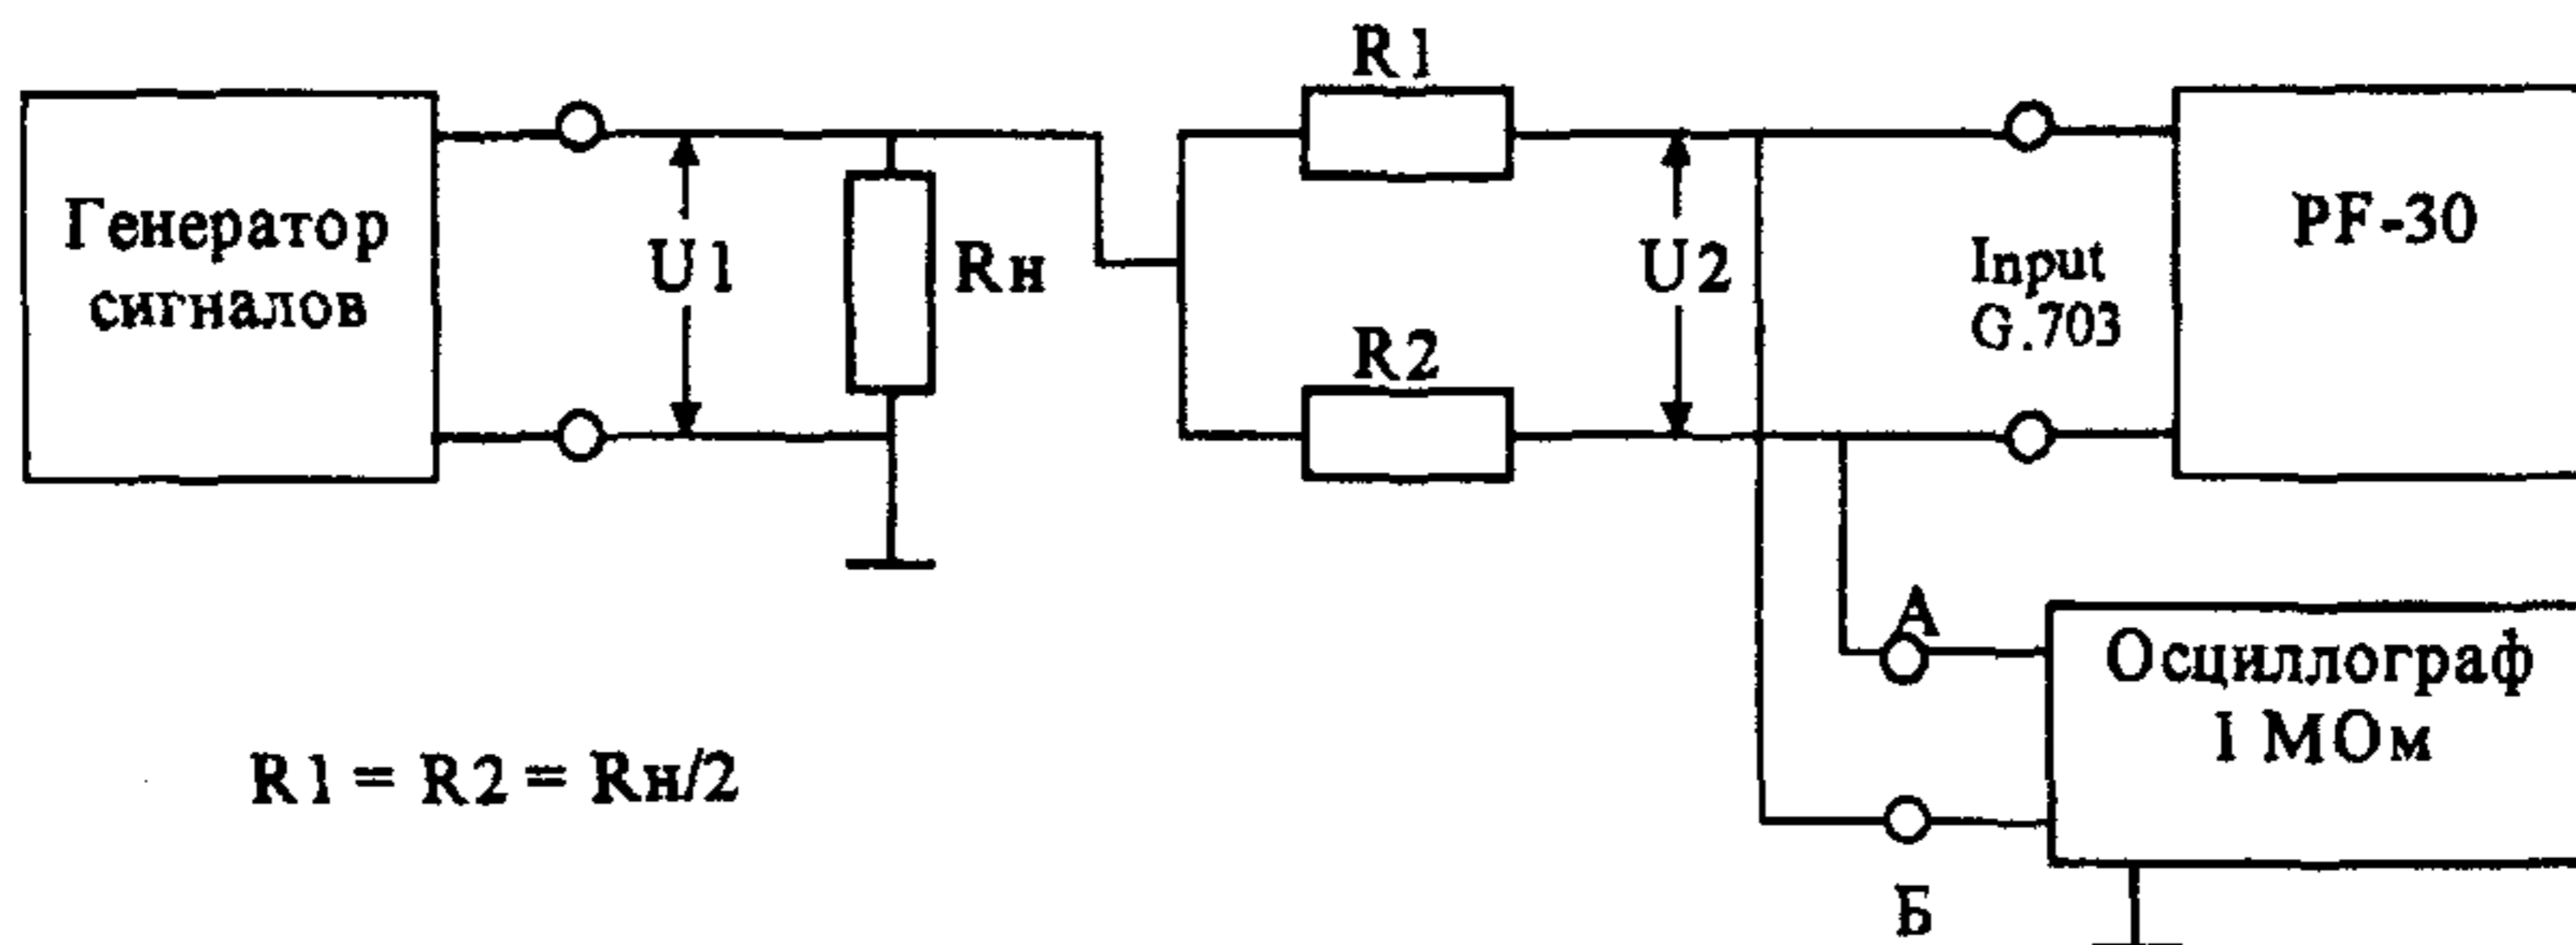 R1
Генератор
сигналов
U1
Rн
U2
Input
G.703
PF-30
R2
А
Осциллограф
1 МОм
R1 = R2 = Rн/2
Б